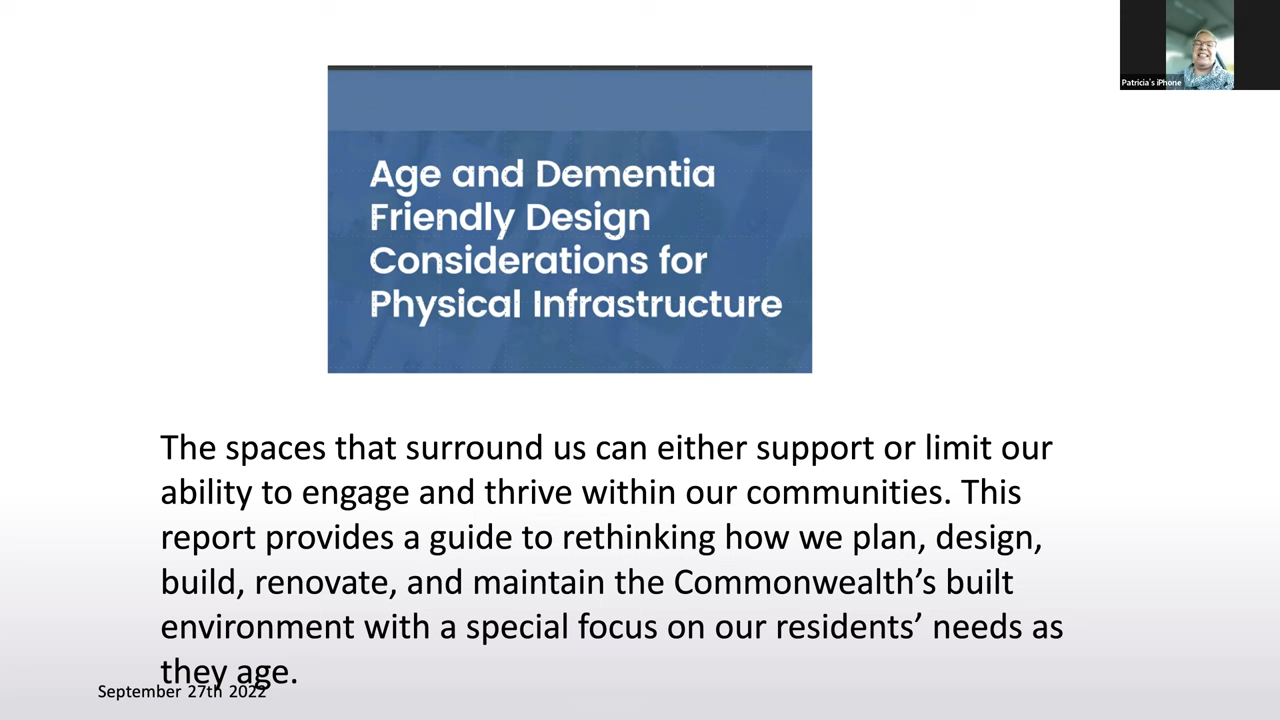 Patricia's iPhone
Age and Dementia
Friendly Design
Considerations for
Physical Infrastructure
The spaces that surround us can either support or limit our
ability to engage and thrive within our communities. This
report provides a guide to rethinking how we plan, design,
build, renovate, and maintain the Commonwealth’s built
environment with a special focus on our residents’ needs as
they age.
September 27th 2022